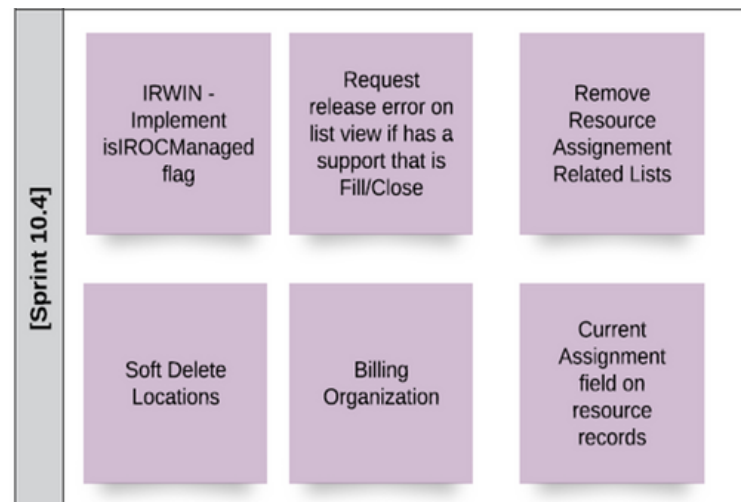 [Sprint 10.4]
IRWIN -
Implement
isIROCManaged
flag
Request
release error on
list view if has a
support that is
Fill/Close
Remove
Resource
Assignement
Related Lists
Soft Delete
Locations
Billing
Organization
Current
Assignment
field on
resource
records